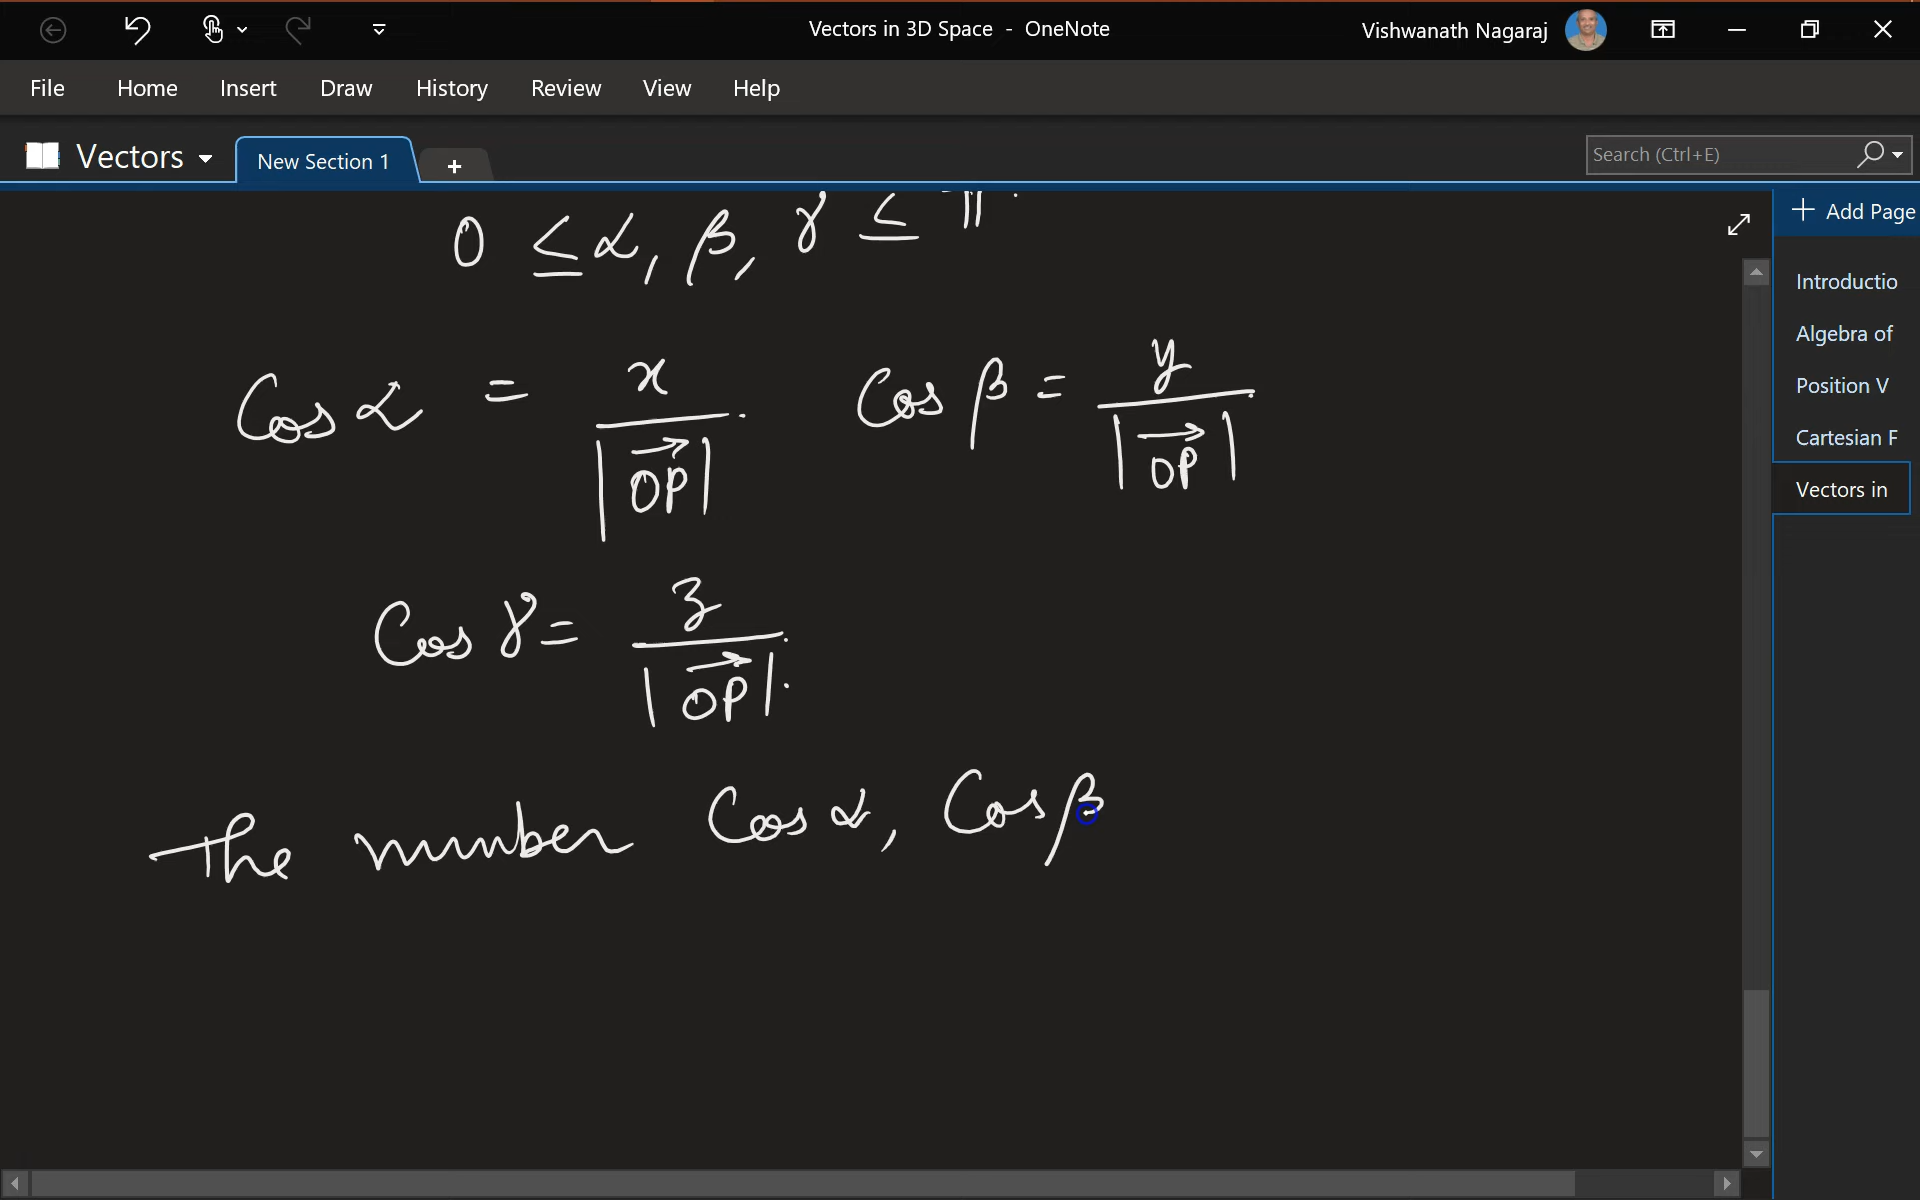 Vectors in 3D Space - OneNote
Vishwanath Nagaraj
File Home Insert Draw History Review View Help
Vectors
New Section 1
+
Search (Ctrl+E)
+ Add Page
Introductio
Algebra of
Position V
Cartesian F
Vectors in
0 ≤ α, β, γ ≤ π.
Cos α = x / |OP→| Cos β = y / |OP→|
Cos γ = z / |OP→|.
The number Cos α, Cos β